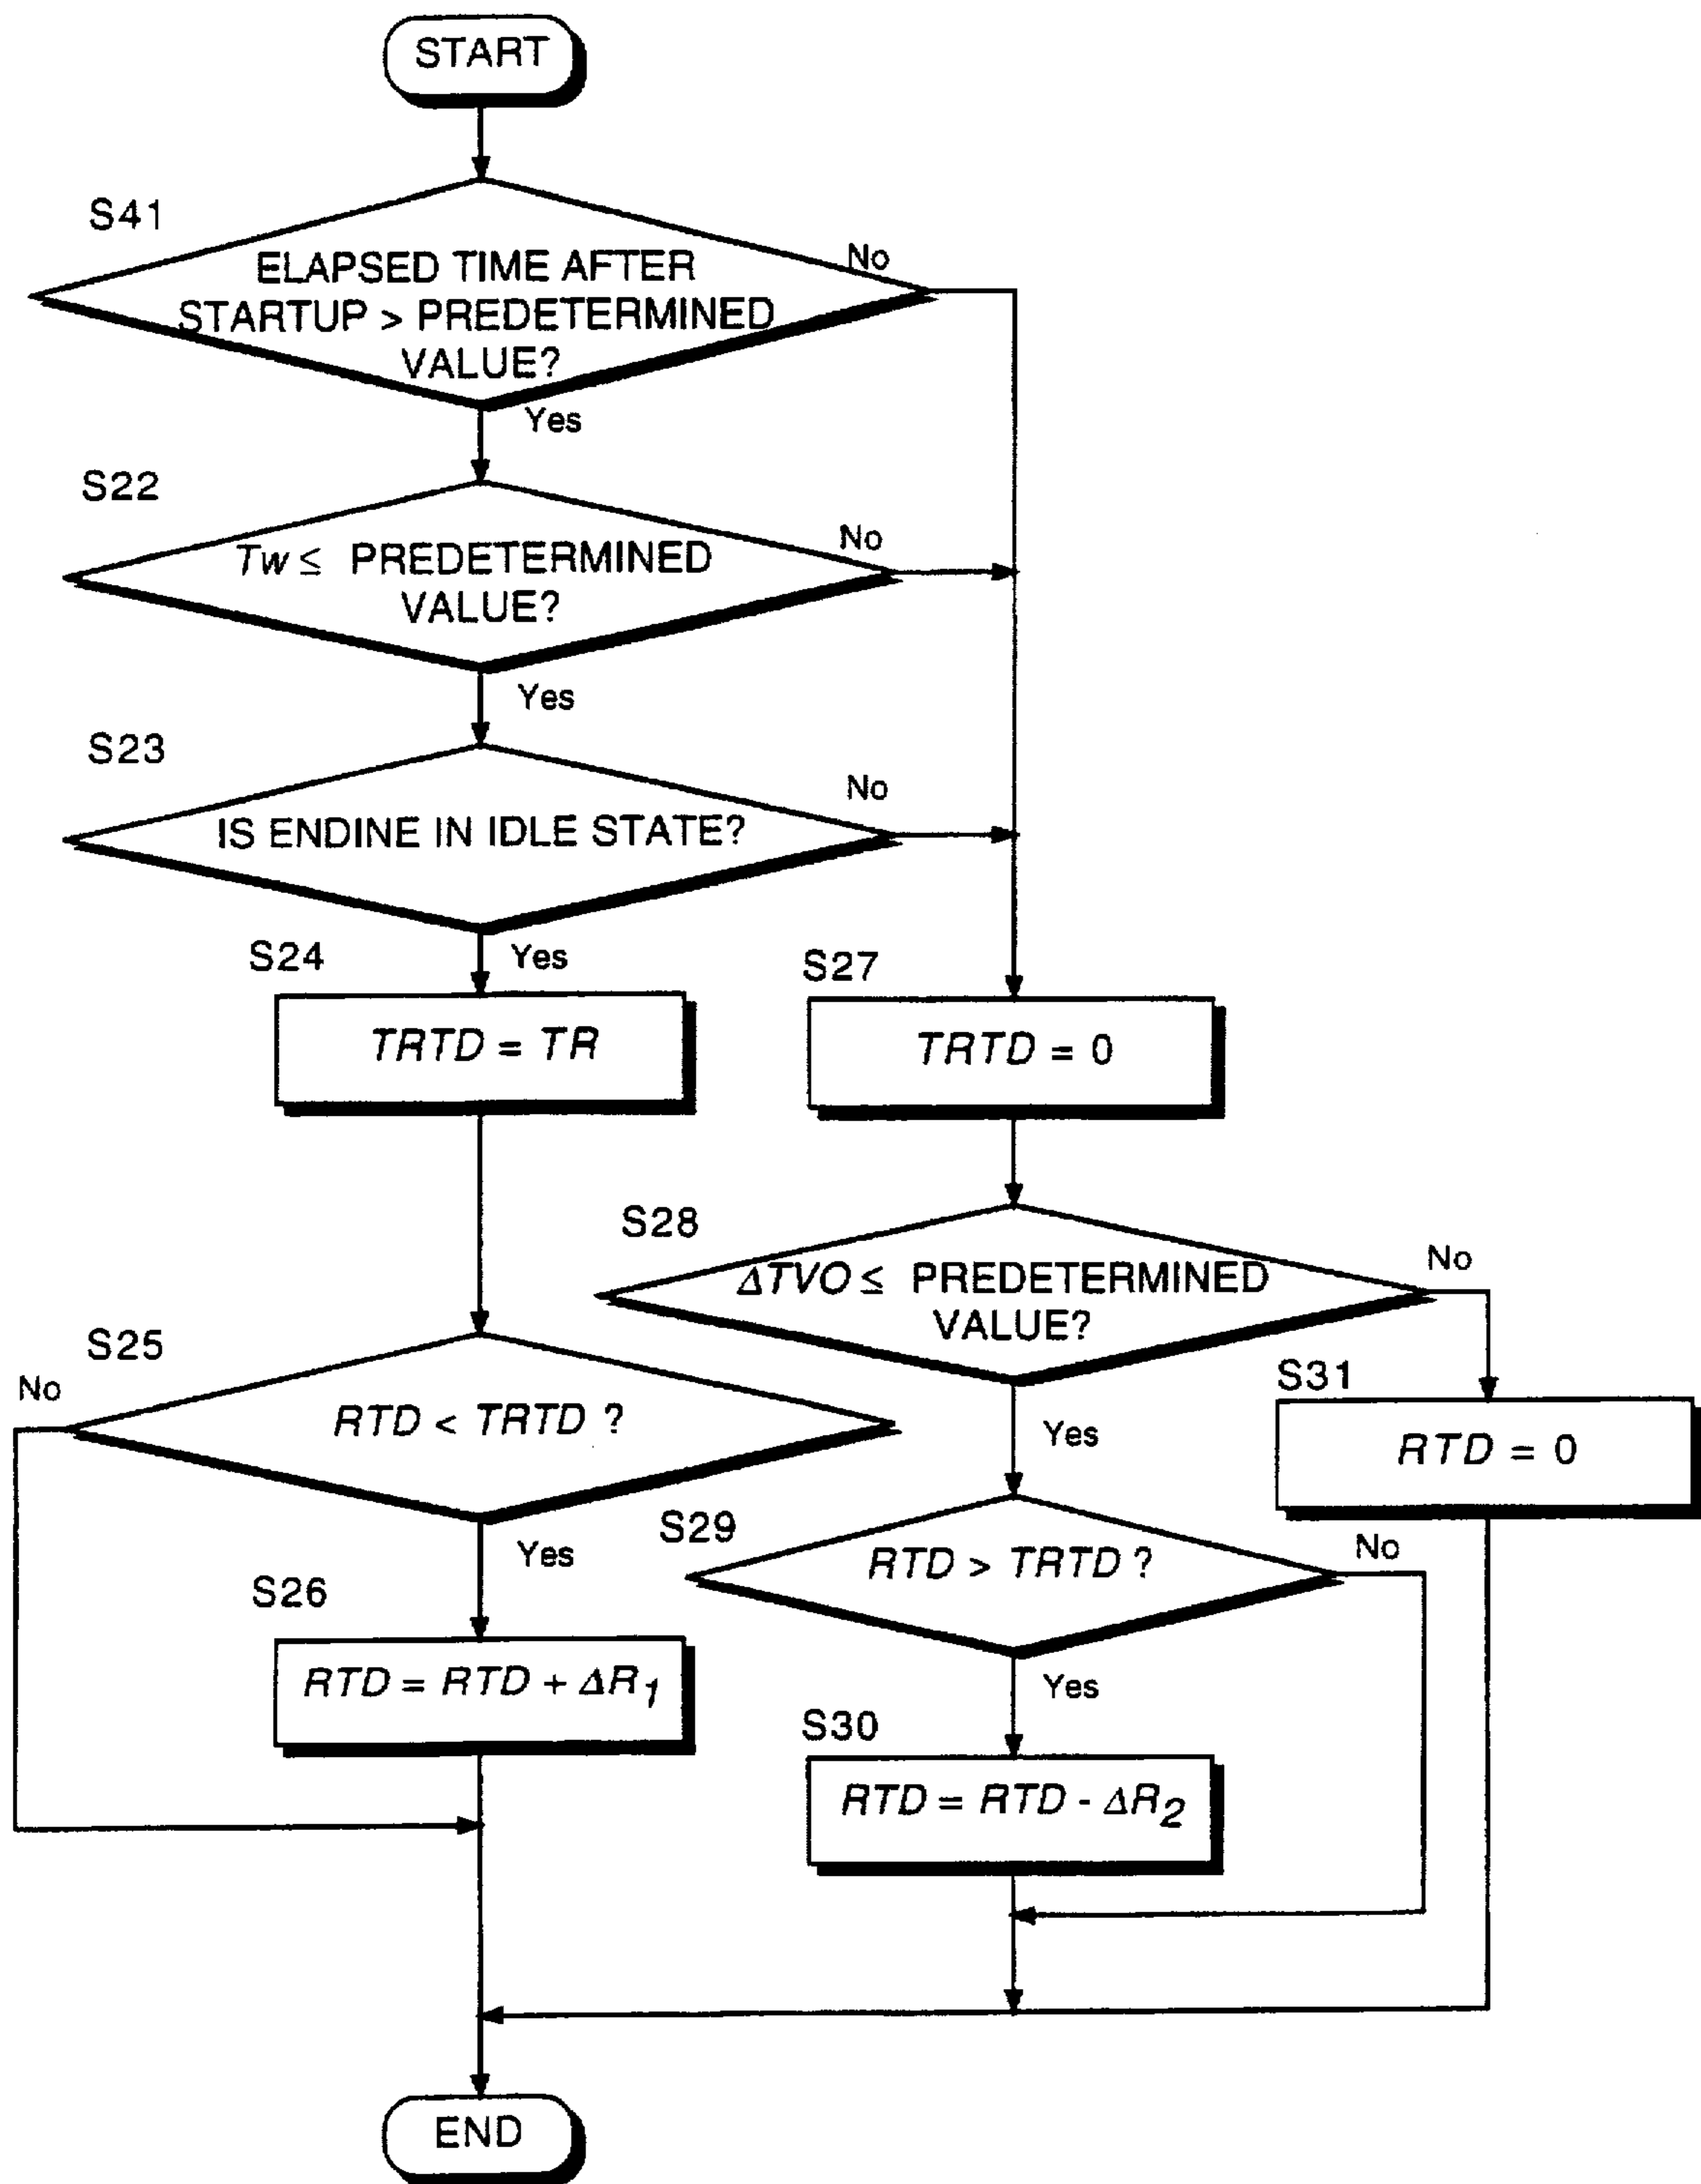 START
S41
ELAPSED TIME AFTER
STARTUP > PREDETERMINED
VALUE?
No
Yes
S22
Tw ≤ PREDETERMINED
VALUE?
No
Yes
S23
IS ENDINE IN IDLE STATE?
No
Yes
S24
TRTD = TR
S27
TRTD = 0
S28
ΔTVO ≤ PREDETERMINED
VALUE?
No
Yes
S25
RTD < TRTD ?
No
Yes
S31
RTD = 0
S29
RTD > TRTD ?
No
Yes
S26
RTD = RTD + ΔR1
S30
RTD = RTD - ΔR2
END